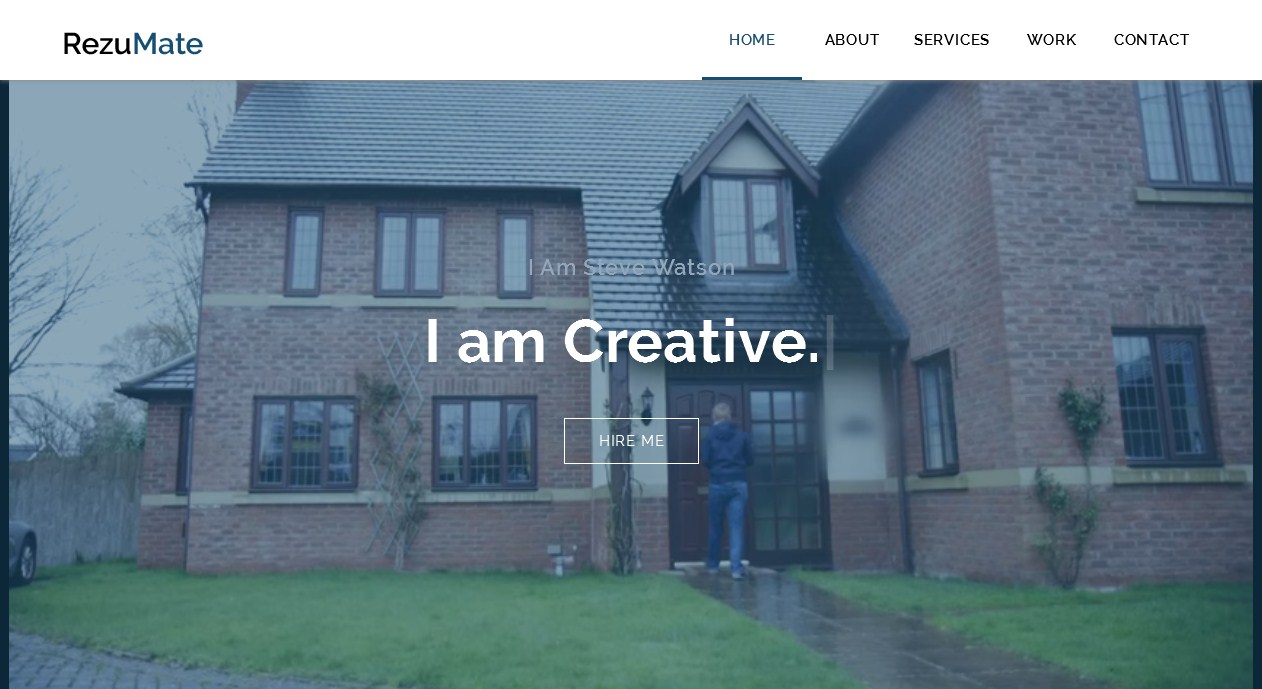 RezuMate
HOME ABOUT SERVICES WORK CONTACT
I Am Steve Watson
I am Creative.
HIRE ME